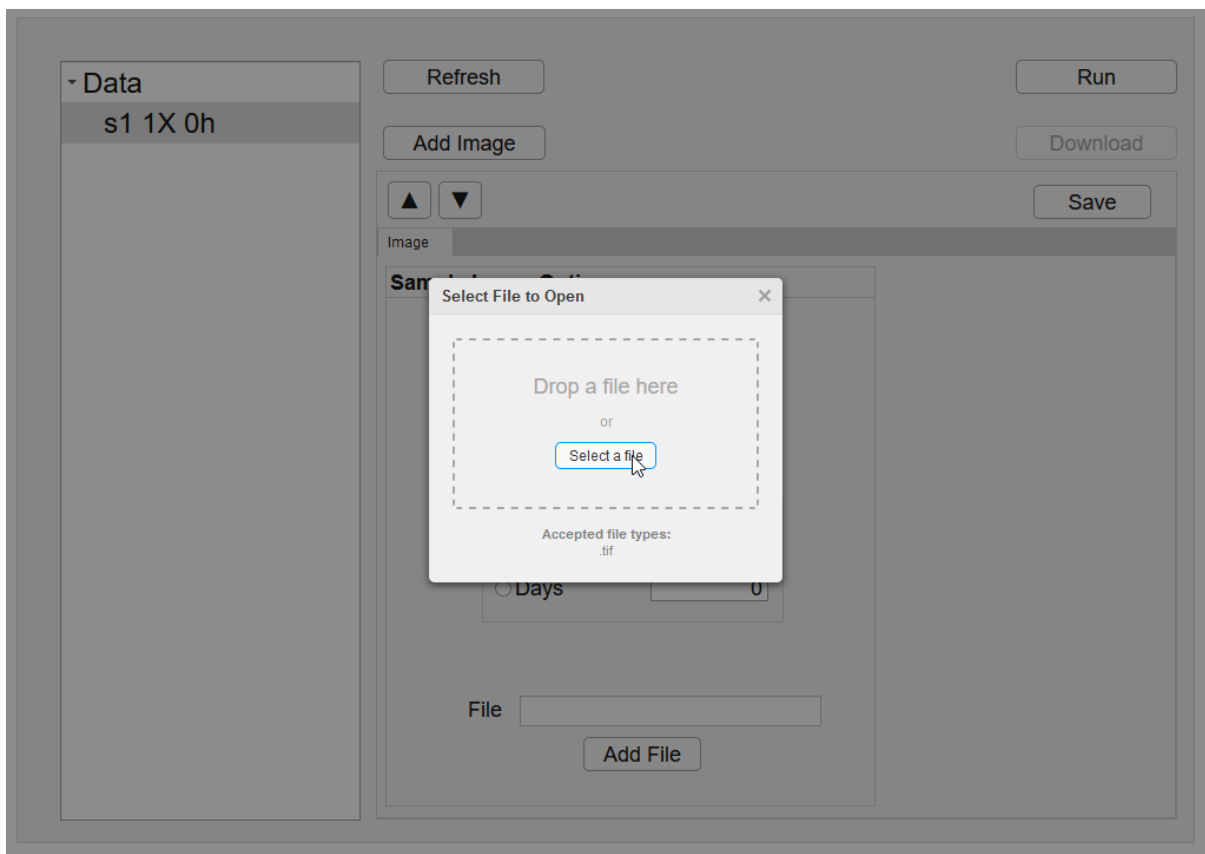 Data
s1 1X 0h
Refresh
Run
Add Image
Download
▲ ▼
Save
Image
Select File to Open ×
Drop a file here
or
Select a file
Accepted file types:
.tif
Days 0
File
Add File